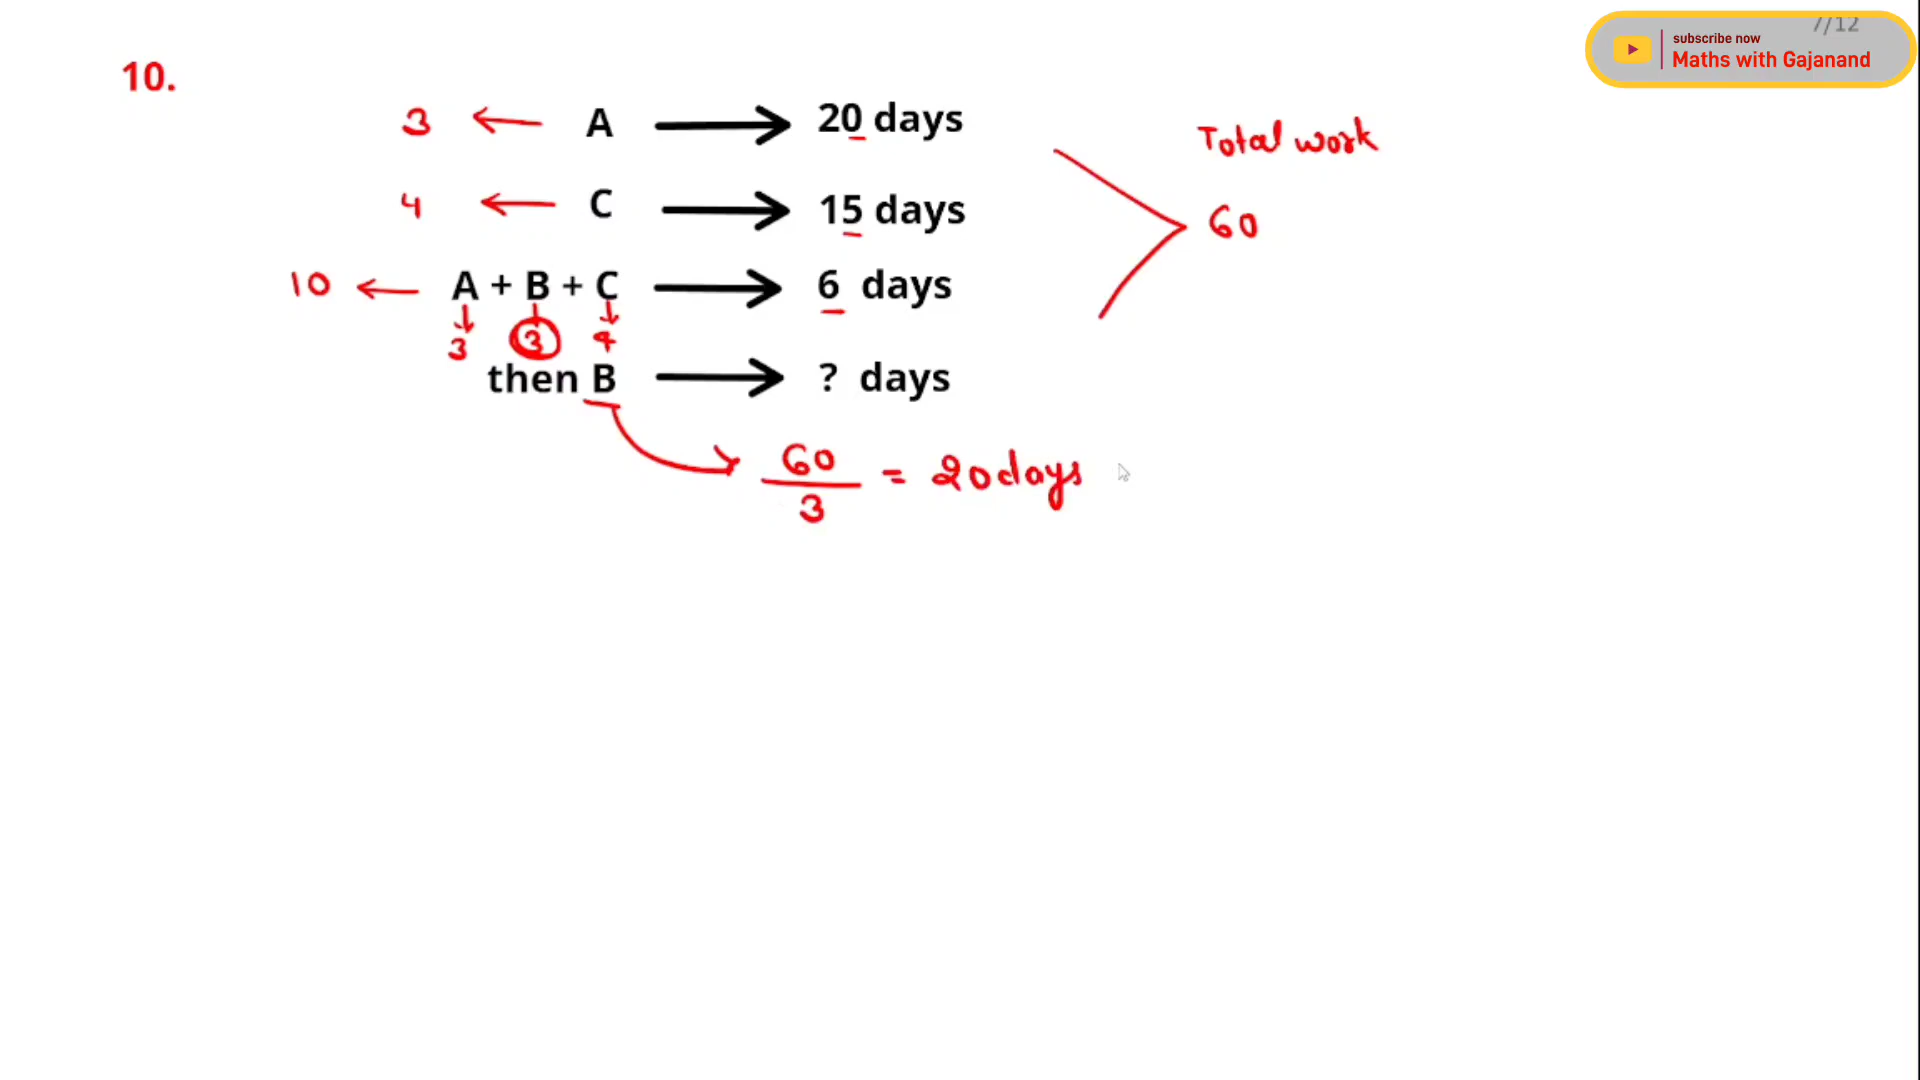 7/12
subscribe now
Maths with Gajanand
10.
3 ← A → 20 days
Total work
4 ← C → 15 days
60
10 ← A + B + C → 6 days
3 3 4
then B → ? days
60/3 = 20days